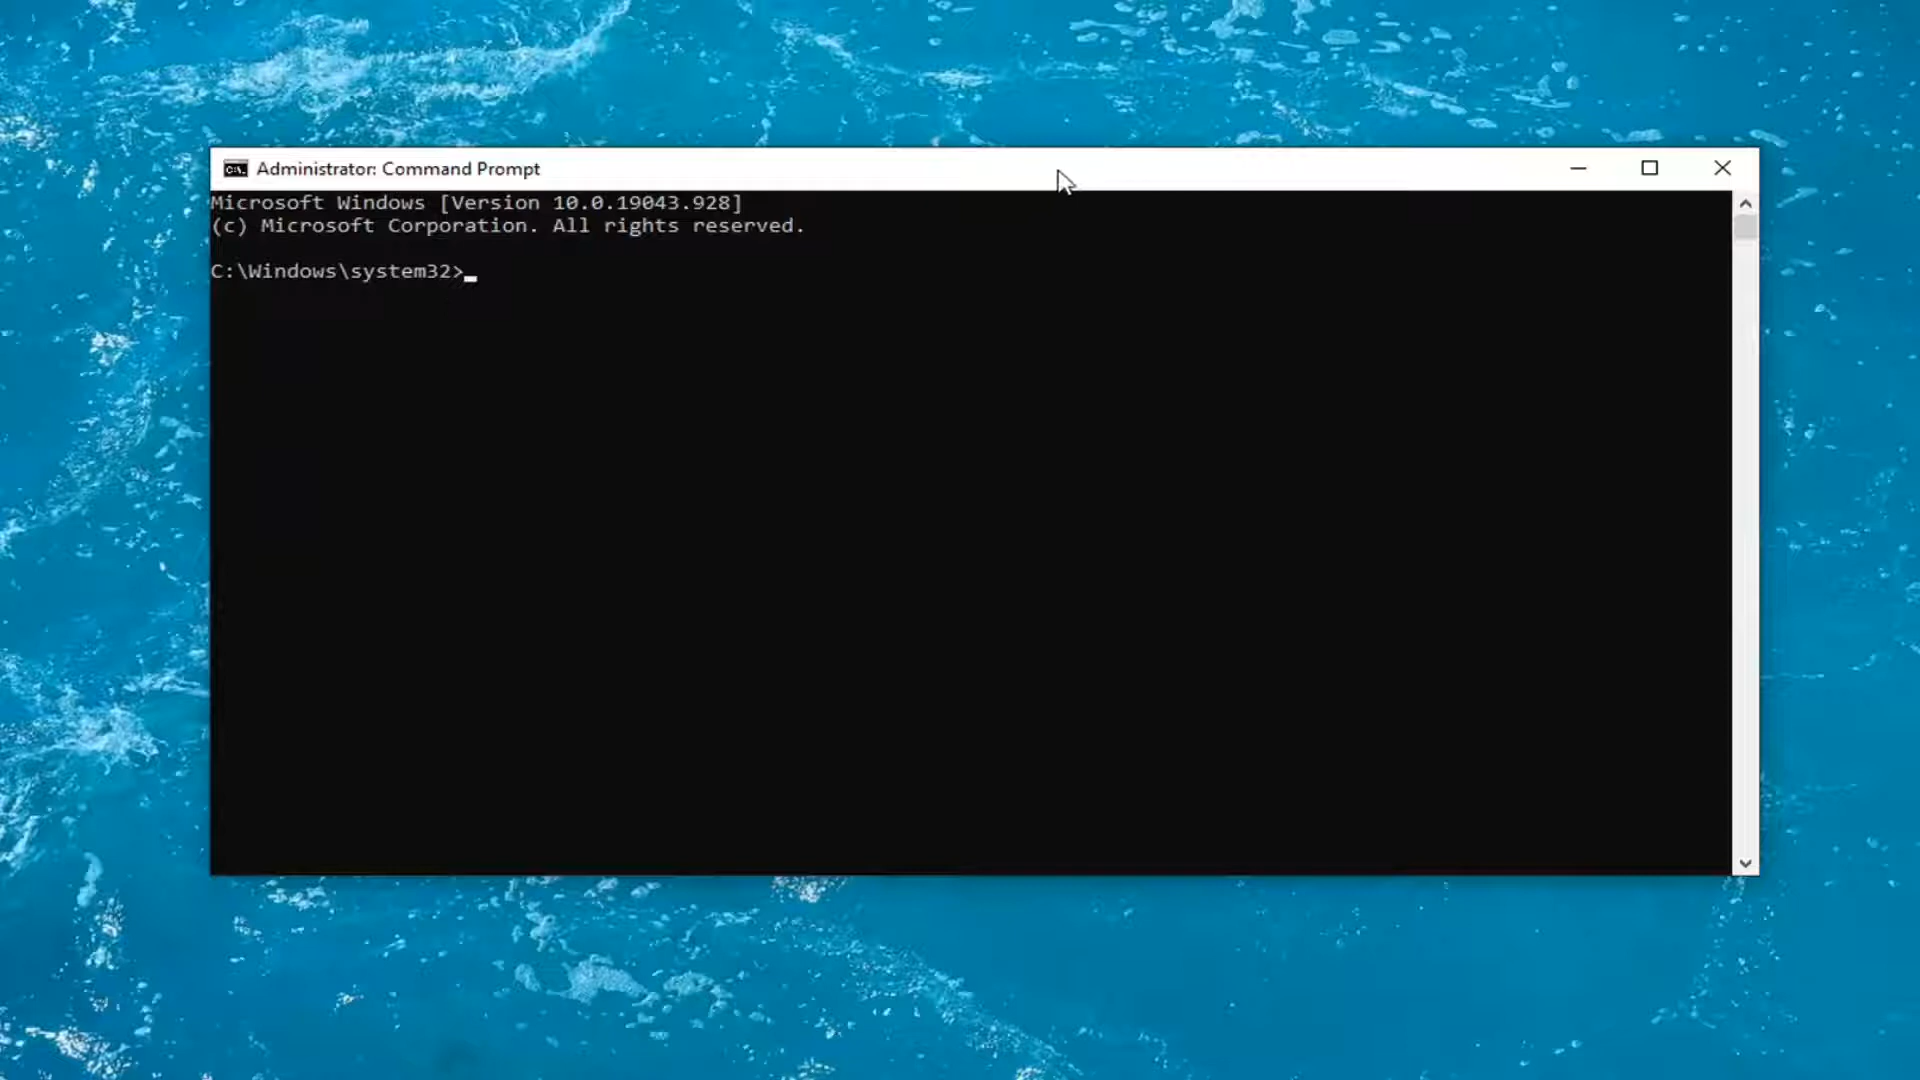 Administrator: Command Prompt
Microsoft Windows [Version 10.0.19043.928]
(c) Microsoft Corporation. All rights reserved.
C:\Windows\system32>